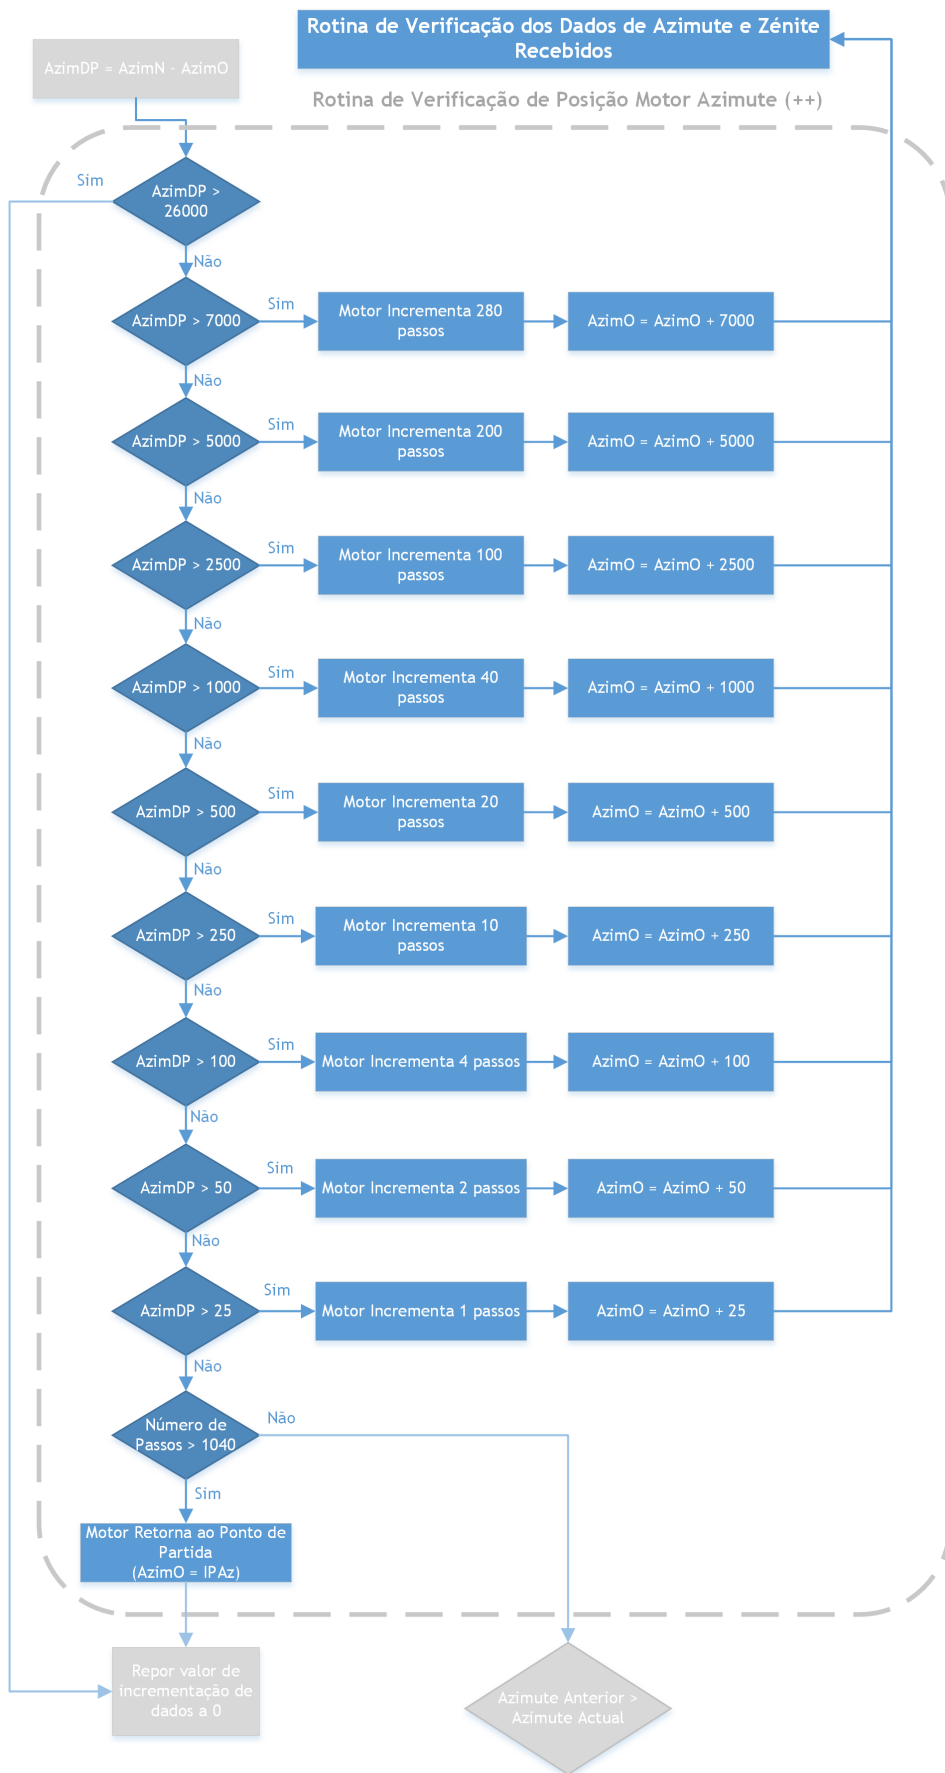 Rotina de Verificação dos Dados de Azimute e Zénite
Recebidos
AzimDP = AzimN - AzimO
Rotina de Verificação de Posição Motor Azimute (++)
Sim
AzimDP >
26000
Não
AzimDP > 7000
Sim
Motor Incrementa 280
passos
AzimO = AzimO + 7000
Não
AzimDP > 5000
Sim
Motor Incrementa 200
passos
AzimO = AzimO + 5000
Não
AzimDP > 2500
Sim
Motor Incrementa 100
passos
AzimO = AzimO + 2500
Não
AzimDP > 1000
Sim
Motor Incrementa 40
passos
AzimO = AzimO + 1000
Não
AzimDP > 500
Sim
Motor Incrementa 20
passos
AzimO = AzimO + 500
Não
AzimDP > 250
Sim
Motor Incrementa 10
passos
AzimO = AzimO + 250
Não
AzimDP > 100
Sim
Motor Incrementa 4 passos
AzimO = AzimO + 100
Não
AzimDP > 50
Sim
Motor Incrementa 2 passos
AzimO = AzimO + 50
Não
AzimDP > 25
Sim
Motor Incrementa 1 passos
AzimO = AzimO + 25
Não
Número de
Passos > 1040
Não
Sim
Motor Retorna ao Ponto de
Partida
(AzimO = IPAz)
Repor valor de
incrementação de
dados a 0
Azimute Anterior >
Azimute Actual